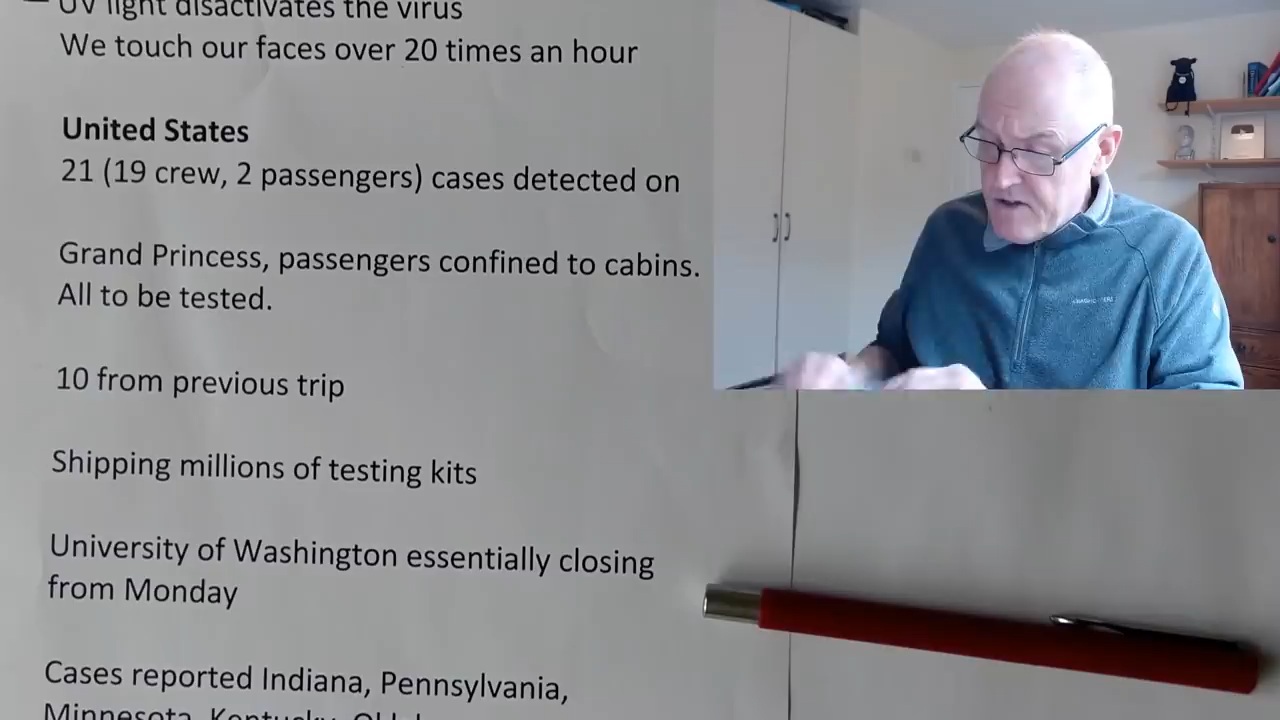 UV light disactivates the virus
We touch our faces over 20 times an hour
United States
21 (19 crew, 2 passengers) cases detected on
Grand Princess, passengers confined to cabins.
All to be tested.
10 from previous trip
Shipping millions of testing kits
University of Washington essentially closing
from Monday
Cases reported Indiana, Pennsylvania,
Minnesota, Kentucky,